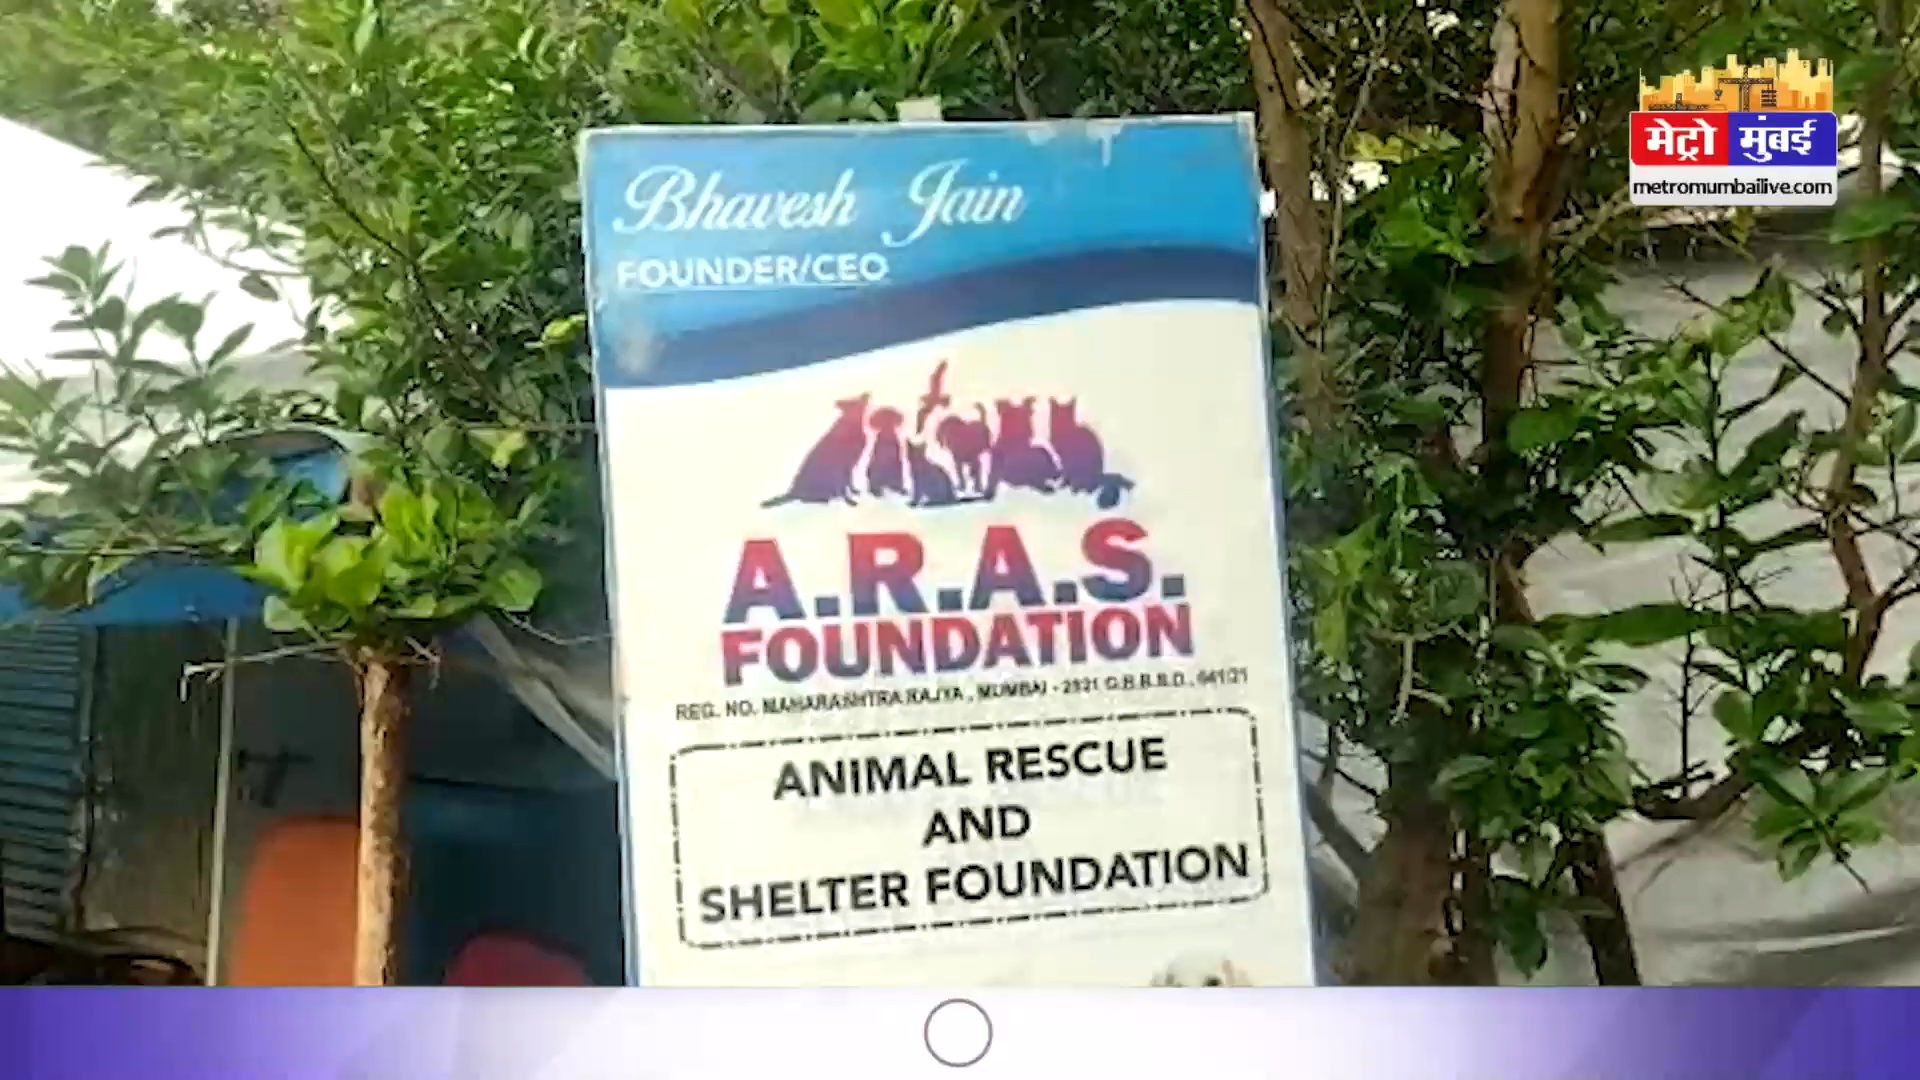 मेट्रो मुंबई
metromumbailive.com
Bhavesh Jain
FOUNDER/CEO
A.R.A.S.
FOUNDATION
REG. NO. MAHARASHTRA RAJYA, MUMBAI -
ANIMAL RESCUE
AND
SHELTER FOUNDATION